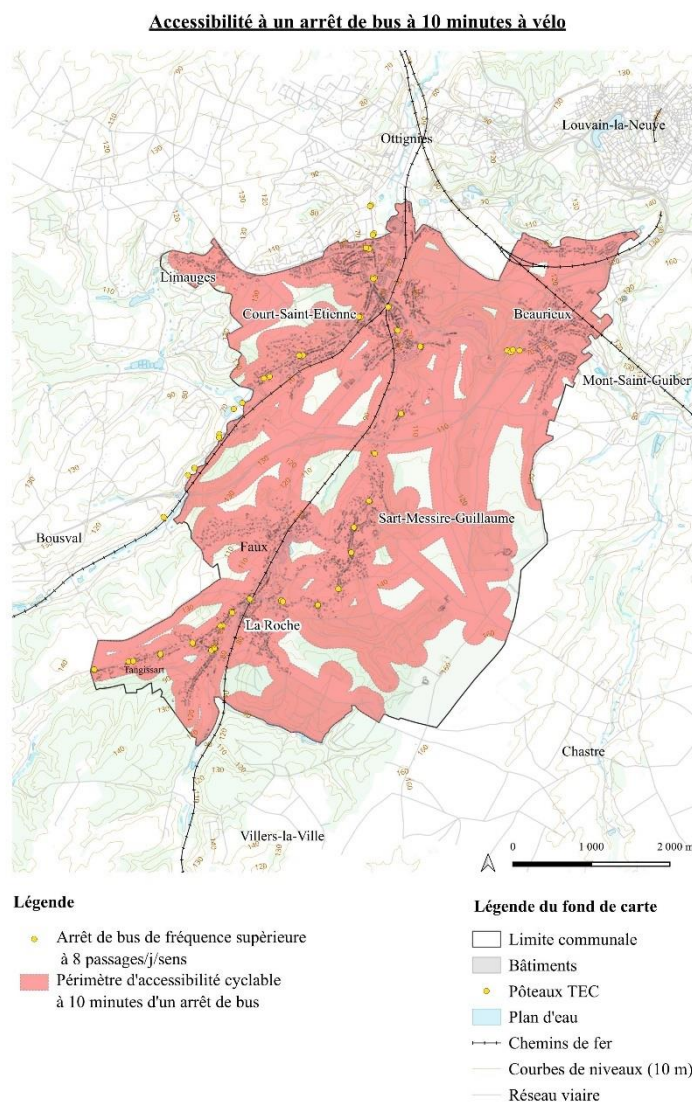 Accessibilité à un arrêt de bus à 10 minutes à vélo
Ottignies
Louvain-la-Neuve
Limauges
Court-Saint-Etienne
Beaurieux
Mont-Saint-Guibert
Bousval
Sart-Messire-Guillaume
Faux
La Roche
Tangissart
Chastre
Villers-la-Ville
0 1 000 2 000 m
Légende
Arrêt de bus de fréquence supèrieure
à 8 passages/j/sens
Périmètre d'accessibilité cyclable
à 10 minutes d'un arrêt de bus
Légende du fond de carte
Limite communale
Bâtiments
Pôteaux TEC
Plan d'eau
Chemins de fer
Courbes de niveaux (10 m)
Réseau viaire